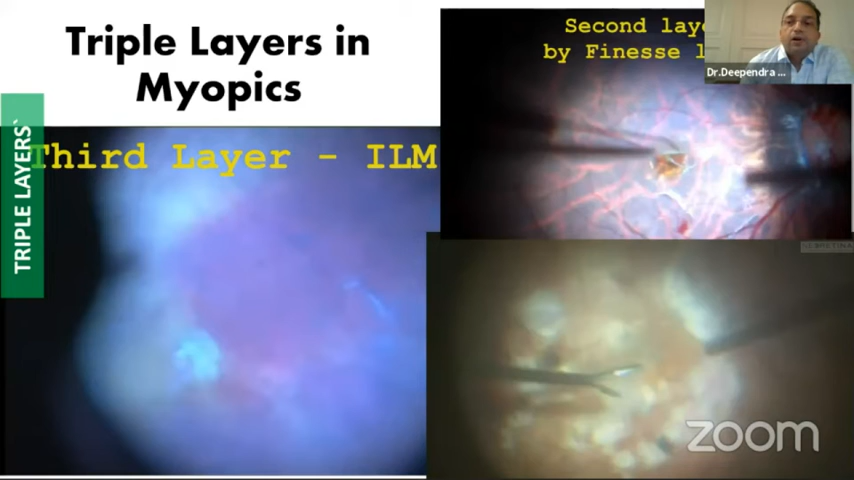 Triple Layers in
Myopics
TRIPLE LAYERS`
Third Layer - ILM
Second laye
by Finesse l
Dr.Deependra ...
zoom